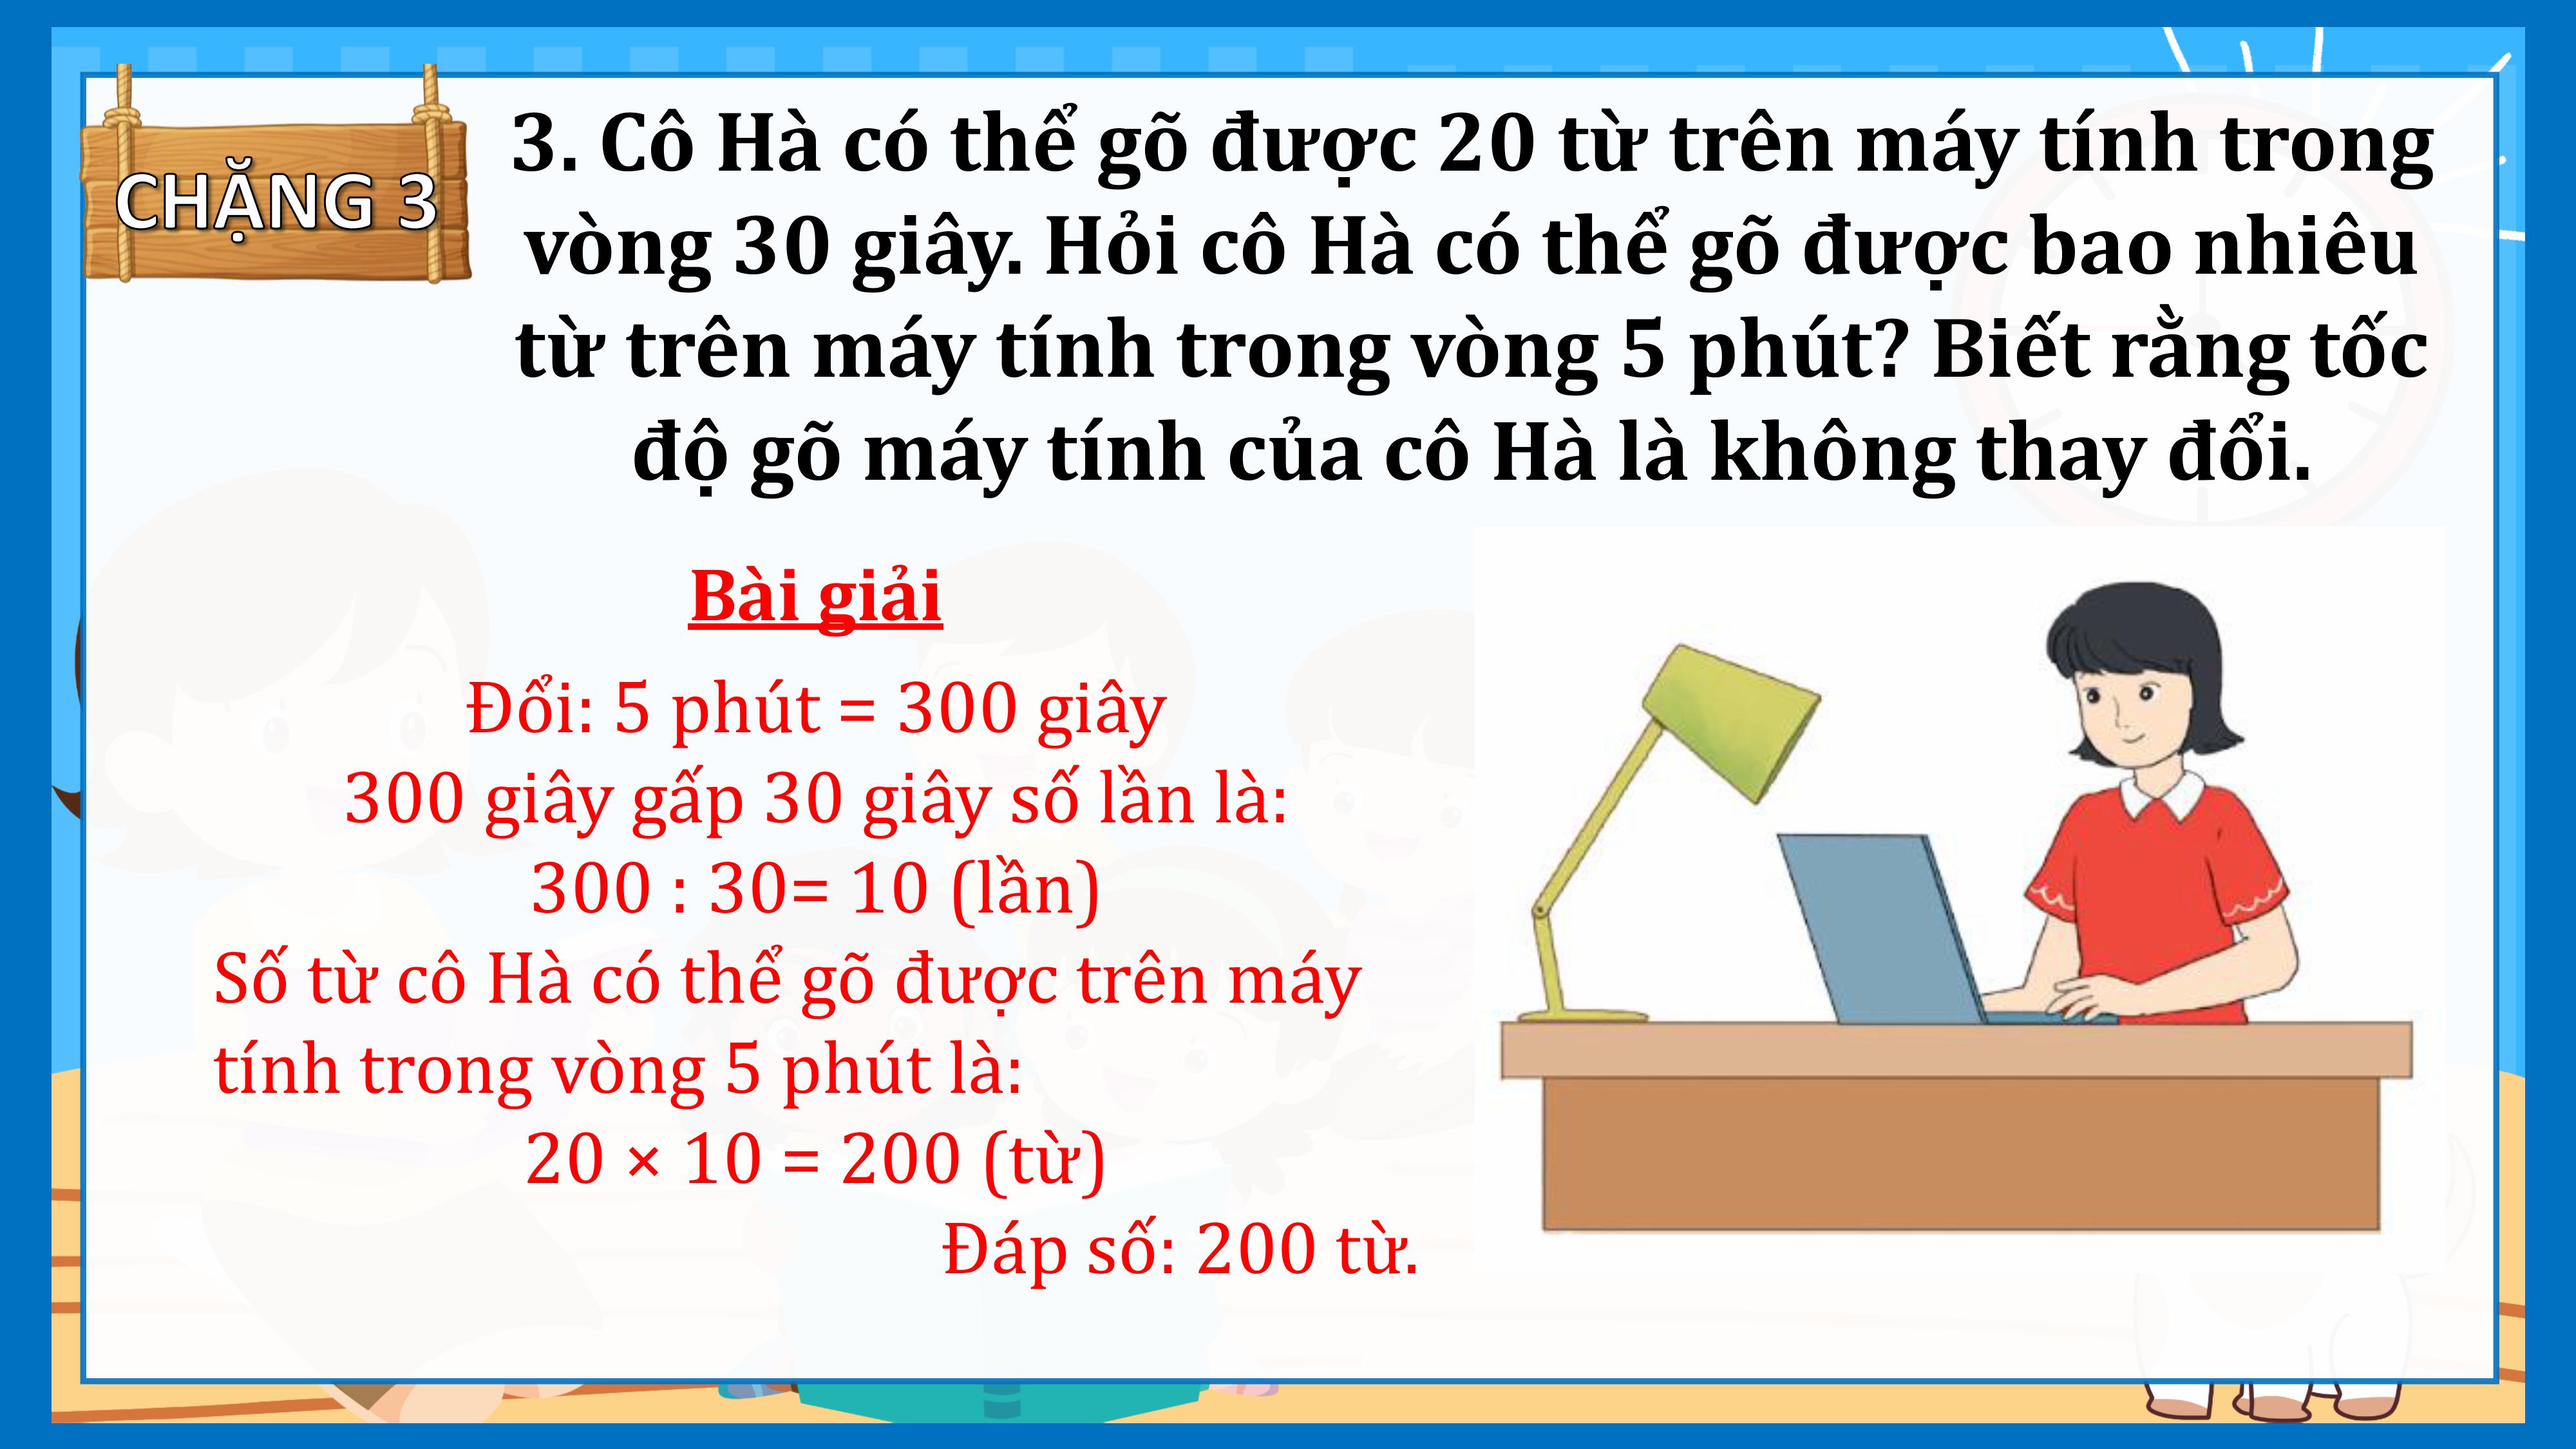 CHẶNG 3
3. Cô Hà có thể gõ được 20 từ trên máy tính trong
vòng 30 giây. Hỏi cô Hà có thể gõ được bao nhiêu
từ trên máy tính trong vòng 5 phút? Biết rằng tốc
độ gõ máy tính của cô Hà là không thay đổi.
Bài giải
Đổi: 5 phút = 300 giây
300 giây gấp 30 giây số lần là:
300 : 30= 10 (lần)
Số từ cô Hà có thể gõ được trên máy
tính trong vòng 5 phút là:
20 × 10 = 200 (từ)
Đáp số: 200 từ.